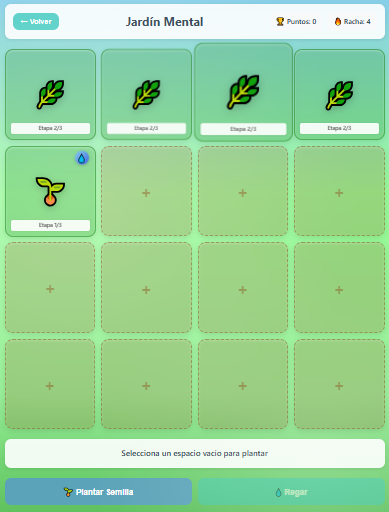 ← Volver
Jardín Mental
Puntos: 0
Racha: 4
Etapa 2/3
Etapa 2/3
Etapa 2/3
Etapa 2/3
Etapa 1/3
+ + +
+ + + +
+ + + +
Selecciona un espacio vacío para plantar
Plantar Semilla
Regar